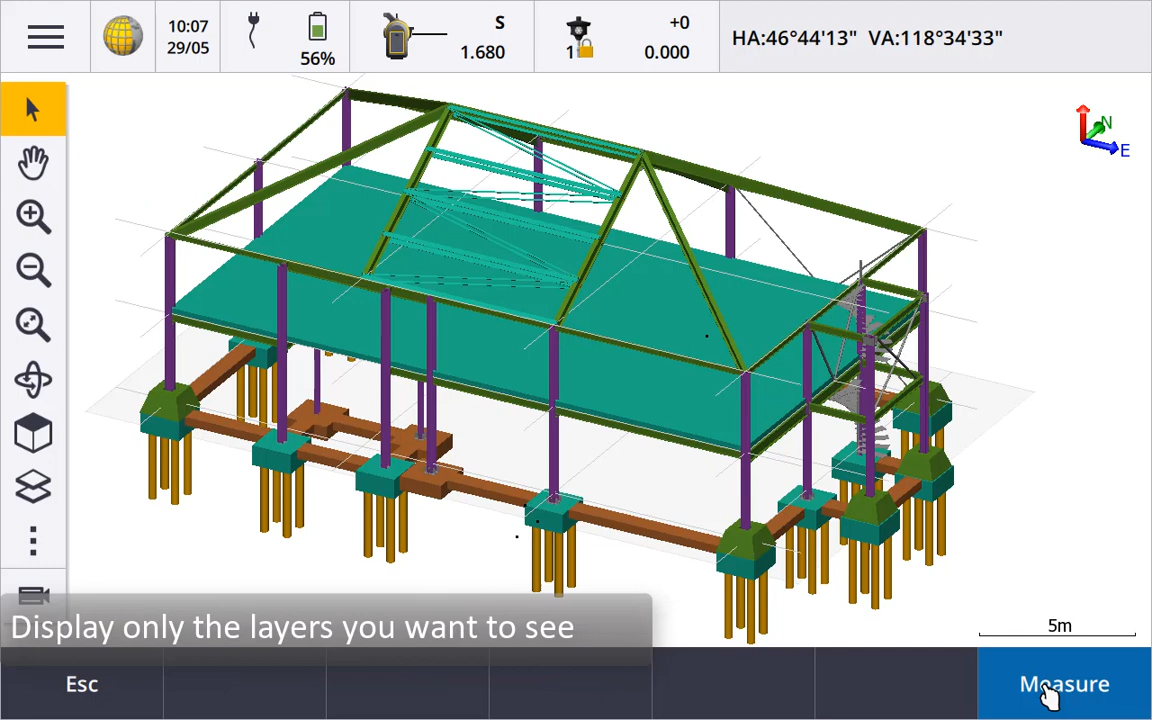 10:07
29/05
56%
S
1.680
+0
0.000
HA:46°44'13" VA:118°34'33"
N
E
Display only the layers you want to see
5m
Esc
Measure